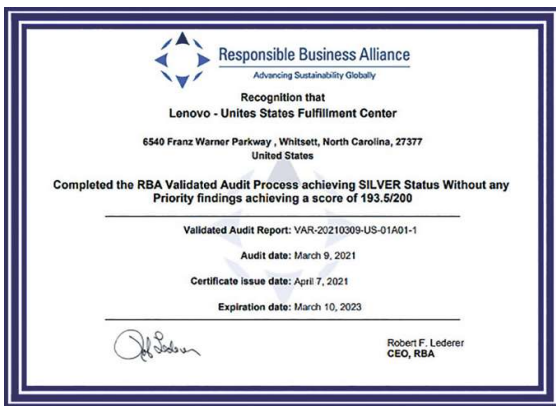 Responsible Business Alliance
Advancing Sustainability Globally
Recognition that
Lenovo - Unites States Fulfillment Center
6540 Franz Warner Parkway , Whitsett, North Carolina, 27377
United States
Completed the RBA Validated Audit Process achieving SILVER Status Without any
Priority findings achieving a score of 193.5/200
Validated Audit Report: VAR-20210309-US-01A01-1
Audit date: March 9, 2021
Certificate issue date: April 7, 2021
Expiration date: March 10, 2023
Robert F. Lederer
CEO, RBA